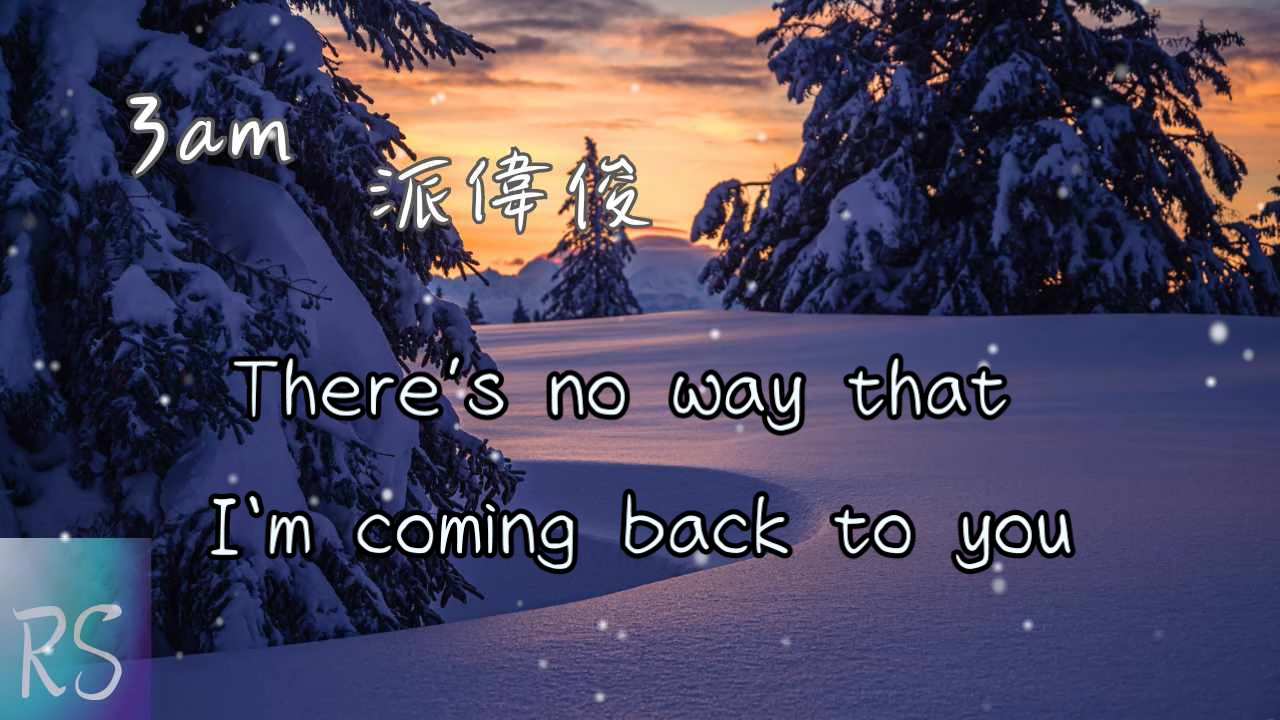 3am
派偉俊
There's no way that
I`m coming back to you
RS